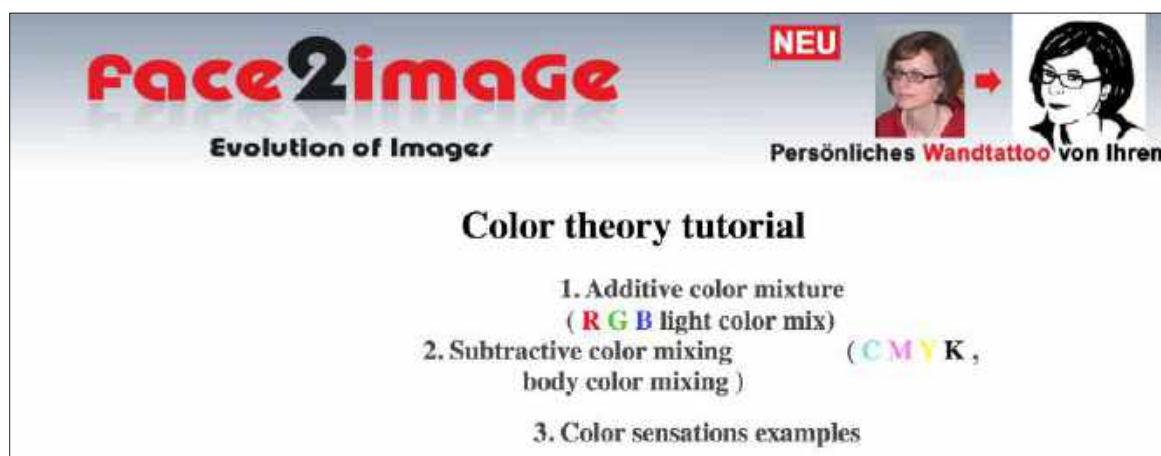 Face2image
NEU
Evolution of Images
Persönliches Wandtattoo von Ihren
Color theory tutorial
1. Additive color mixture
( R G B light color mix)
2. Subtractive color mixing ( C M Y K ,
body color mixing )
3. Color sensations examples